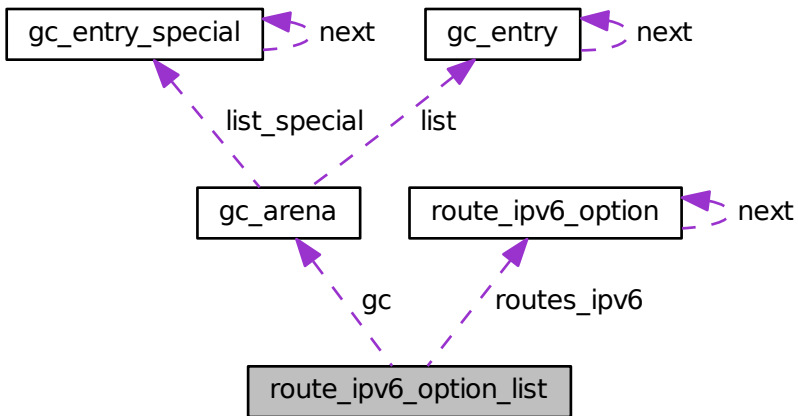 gc_entry_special
next
gc_entry
next
list_special
list
gc_arena
route_ipv6_option
next
gc
routes_ipv6
route_ipv6_option_list